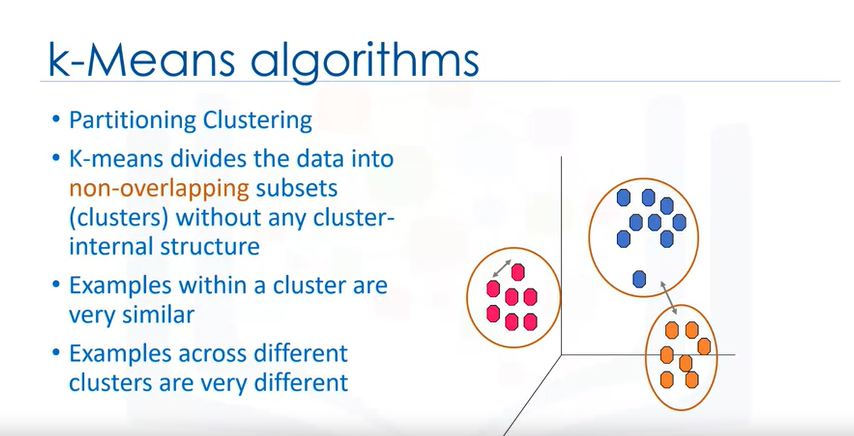 k-Means algorithms
• Partitioning Clustering
• K-means divides the data into
non-overlapping subsets
(clusters) without any cluster-
internal structure
• Examples within a cluster are
very similar
• Examples across different
clusters are very different